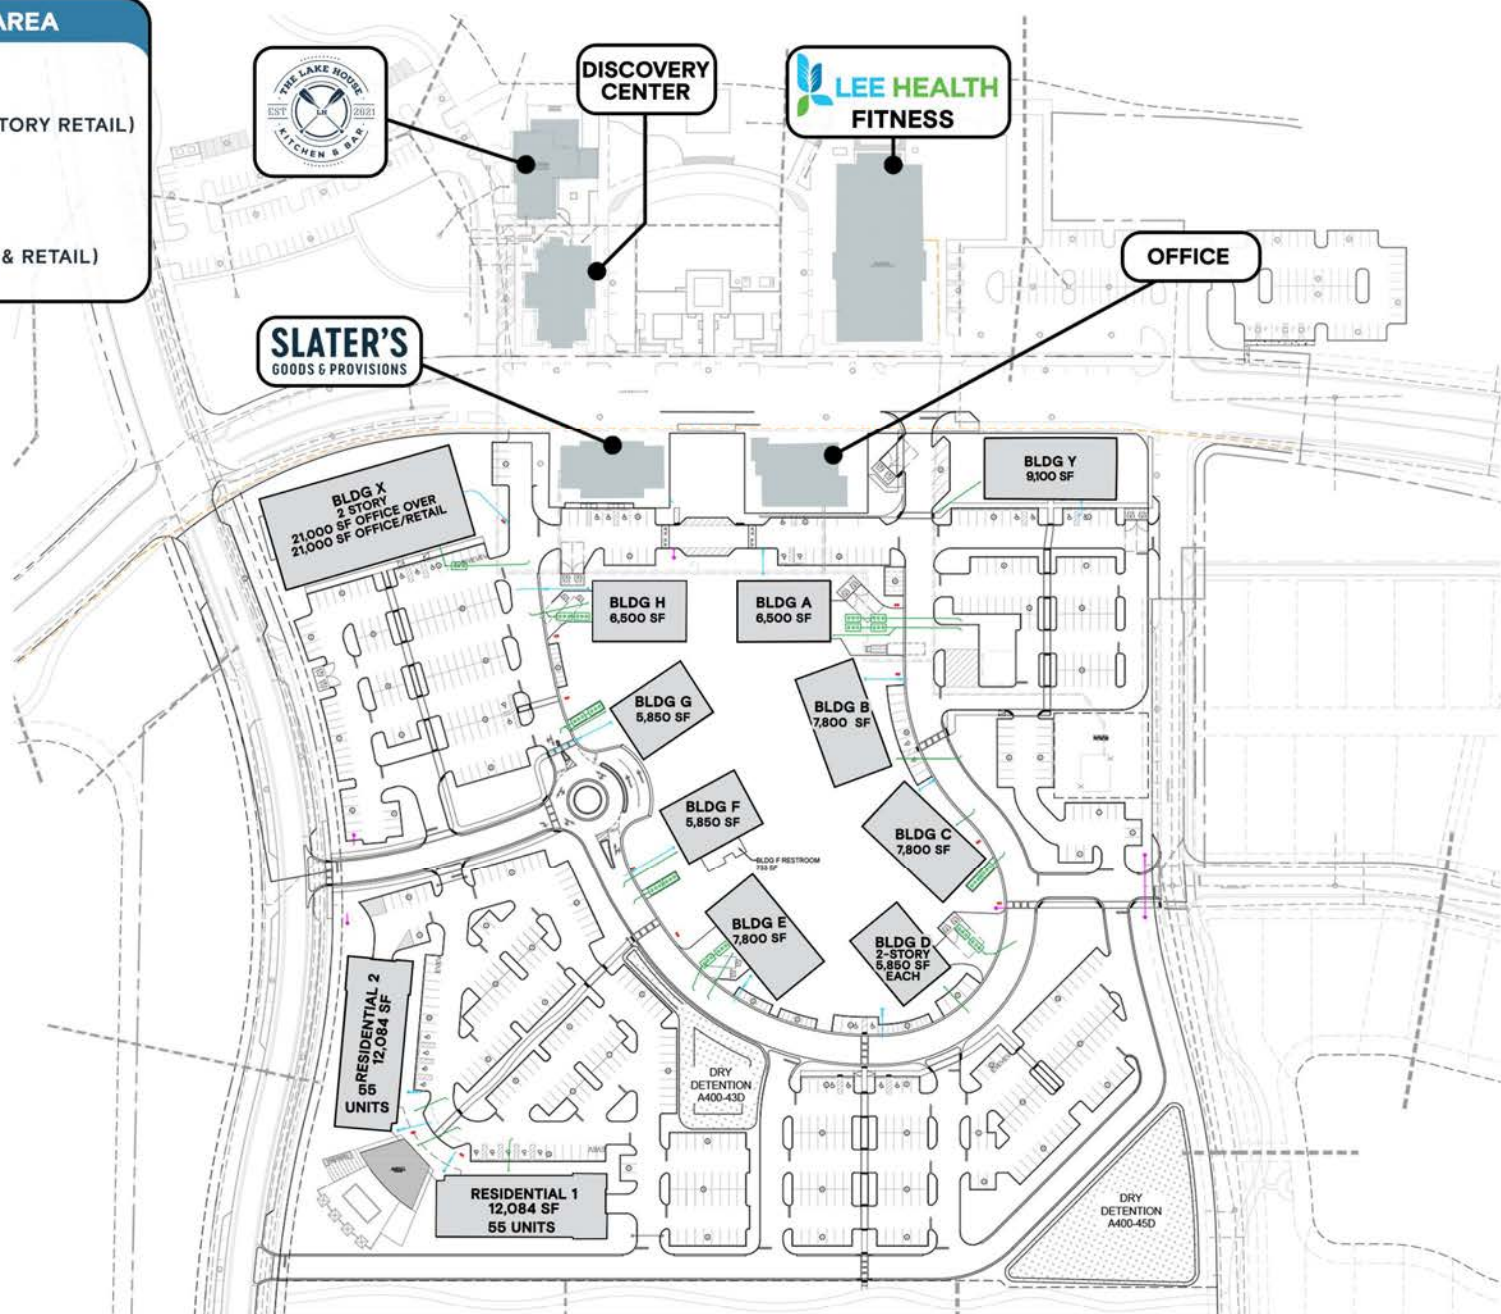 AREA
TORY RETAIL)
& RETAIL)
THE LAKE HOUSE
EST
LH
2021
KITCHEN & BAR
DISCOVERY
CENTER
LEE HEALTH
FITNESS
OFFICE
SLATER'S
GOODS & PROVISIONS
BLDG X
2 STORY
21,000 SF OFFICE OVER
21,000 SF OFFICE/RETAIL
BLDG Y
9,100 SF
BLDG H
6,500 SF
BLDG A
6,500 SF
BLDG G
5,850 SF
BLDG B
7,800 SF
BLDG F
5,850 SF
BLDG C
7,800 SF
BLDG F RESTROOM
BLDG E
7,800 SF
BLDG D
2-STORY
5,850 SF
EACH
RESIDENTIAL 2
12,084 SF
55
UNITS
DRY
DETENTION
A400-43D
RESIDENTIAL 1
12,084 SF
55 UNITS
DRY
DETENTION
A400-45D